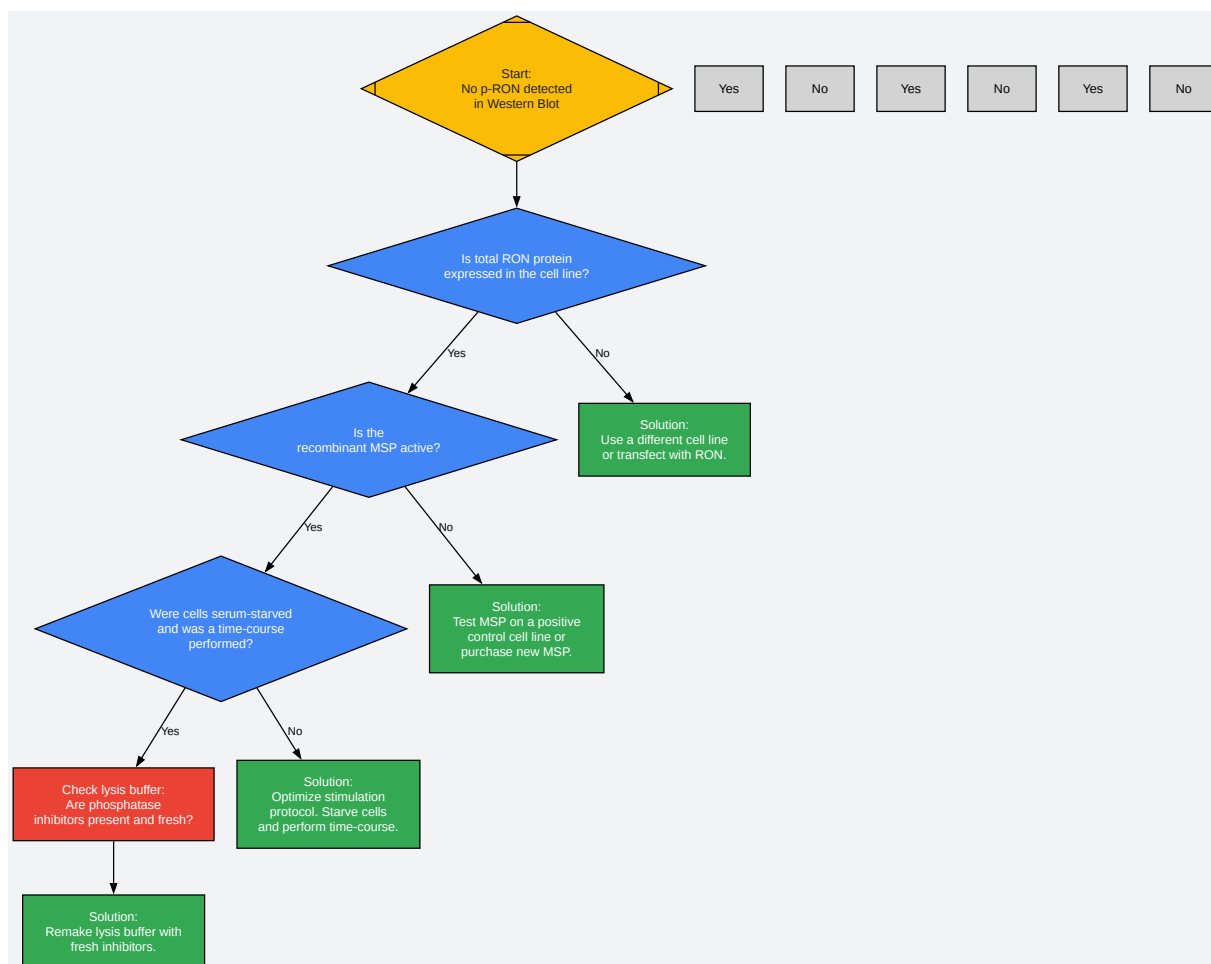 Start:
No p-RON detected
in Western Blot
Yes
No
Yes
No
Yes
No
Is total RON protein
expressed in the cell line?
Yes
No
Is the
recombinant MSP active?
Solution:
Use a different cell line
or transfect with RON.
Yes
No
Were cells serum-starved
and was a time-course
performed?
Solution:
Test MSP on a positive
control cell line or
purchase new MSP.
Yes
No
Check lysis buffer:
Are phosphatase
inhibitors present and fresh?
Solution:
Optimize stimulation
protocol. Starve cells
and perform time-course.
Solution:
Remake lysis buffer with
fresh inhibitors.